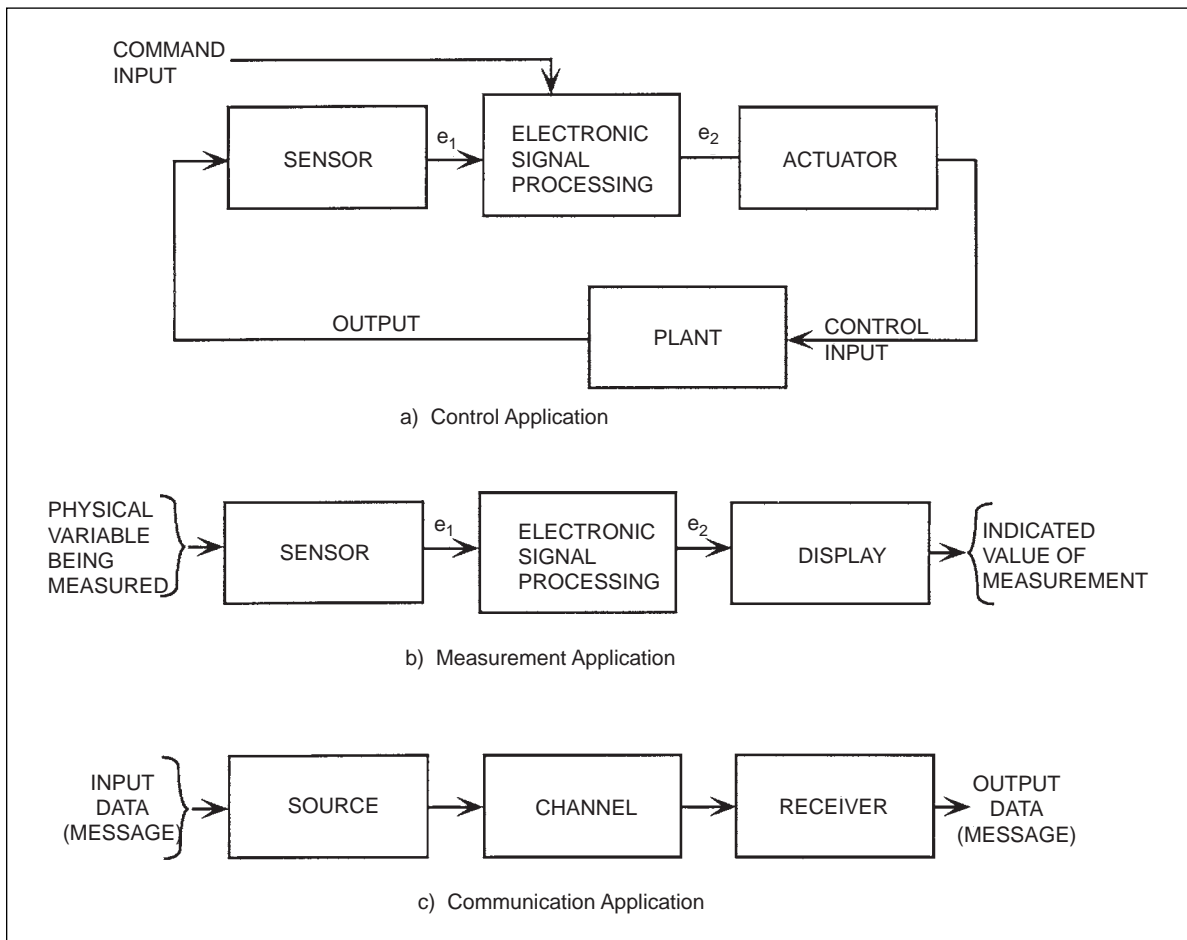 COMMAND
INPUT
SENSOR
e1
ELECTRONIC
SIGNAL
PROCESSING
e2
ACTUATOR
OUTPUT
PLANT
CONTROL
INPUT
a) Control Application
PHYSICAL
VARIABLE
BEING
MEASURED
SENSOR
e1
ELECTRONIC
SIGNAL
PROCESSING
e2
DISPLAY
INDICATED
VALUE OF
MEASUREMENT
b) Measurement Application
INPUT
DATA
(MESSAGE)
SOURCE
CHANNEL
RECEIVER
OUTPUT
DATA
(MESSAGE)
c) Communication Application